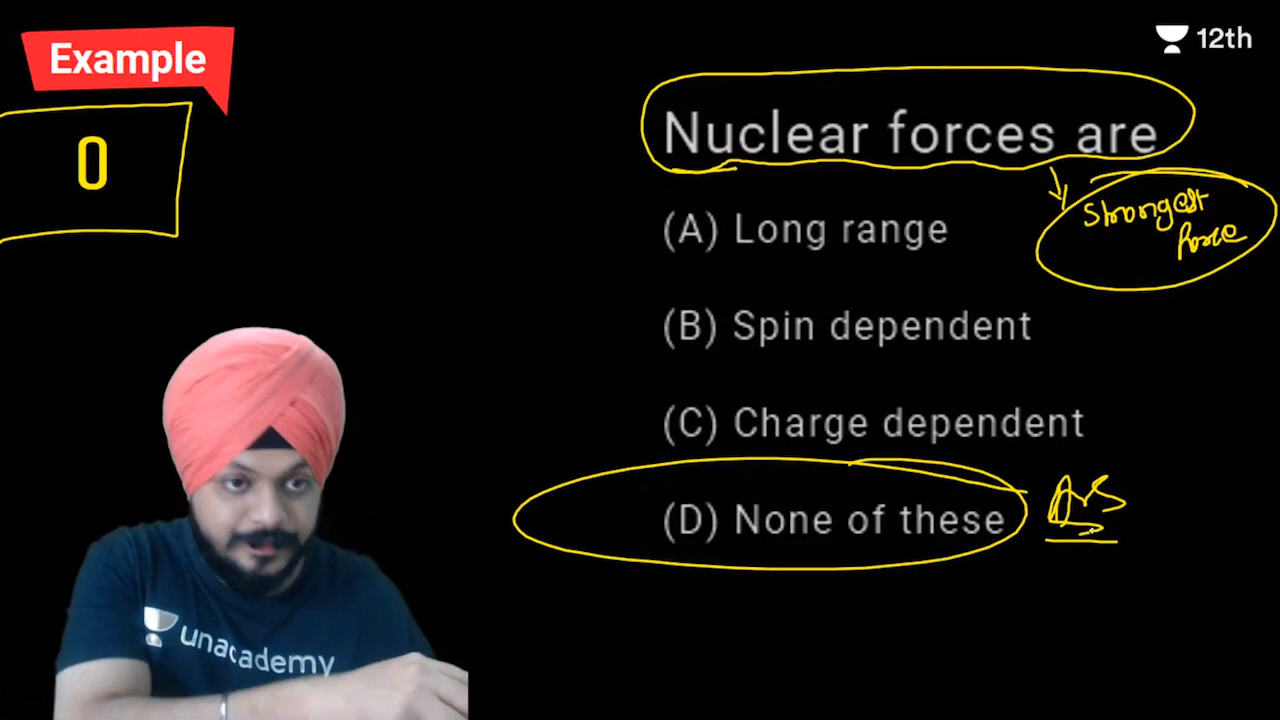 Example
12th
0
Nuclear forces are
Strongest
force
(A) Long range
(B) Spin dependent
(C) Charge dependent
(D) None of these
Ans
unacademy